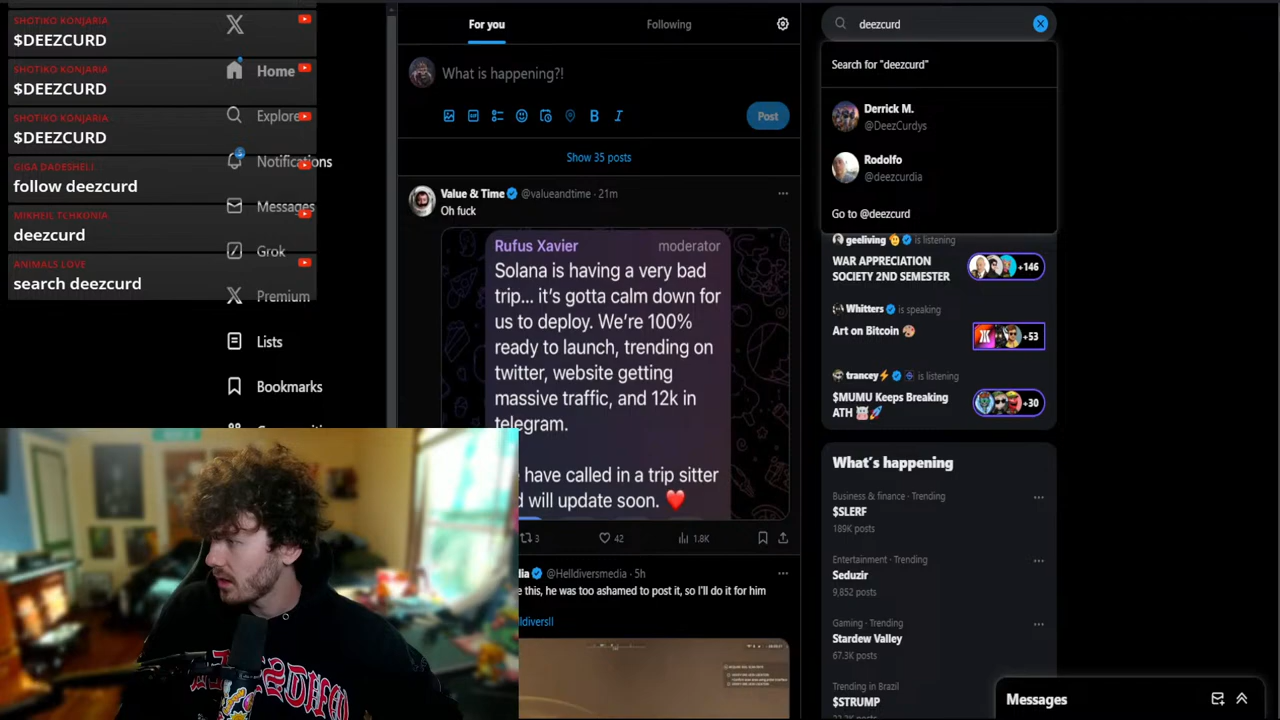 SHOTIKO KONJARIA
$DEEZCURD
SHOTIKO KONJARIA
$DEEZCURD
SHOTIKO KONJARIA
$DEEZCURD
GIGA DADESHELI
follow deezcurd
MIKHEIL TCHKONIA
deezcurd
ANIMALS LOVE
search deezcurd
Home
Explore
Notifications
Messages
Grok
Premium
Lists
Bookmarks
For you
Following
What is happening?!
Post
Show 35 posts
Value & Time @valueandtime · 21m
Oh fuck
Rufus Xavier moderator
Solana is having a very bad
trip... it's gotta calm down for
us to deploy. We're 100%
ready to launch, trending on
twitter, website getting
massive traffic, and 12k in
telegram.
have called in a trip sitter
d will update soon. ❤️
3
42
1.8K
dia @Helldiversmedia · 5h
e this, he was too ashamed to post it, so I'll do it for him
lldiversII
deezcurd
Search for "deezcurd"
Derrick M.
@DeezCurdys
Rodolfo
@deezcurdia
Go to @deezcurd
geeliving is listening
WAR APPRECIATION
SOCIETY 2ND SEMESTER
+146
Whitters is speaking
Art on Bitcoin
+53
trancey⚡ is listening
$MUMU Keeps Breaking
ATH 🚀
+30
What's happening
Business & finance · Trending
$SLERF
189K posts
Entertainment · Trending
Seduzir
9,852 posts
Gaming · Trending
Stardew Valley
67.3K posts
Trending in Brazil
$STRUMP
Messages